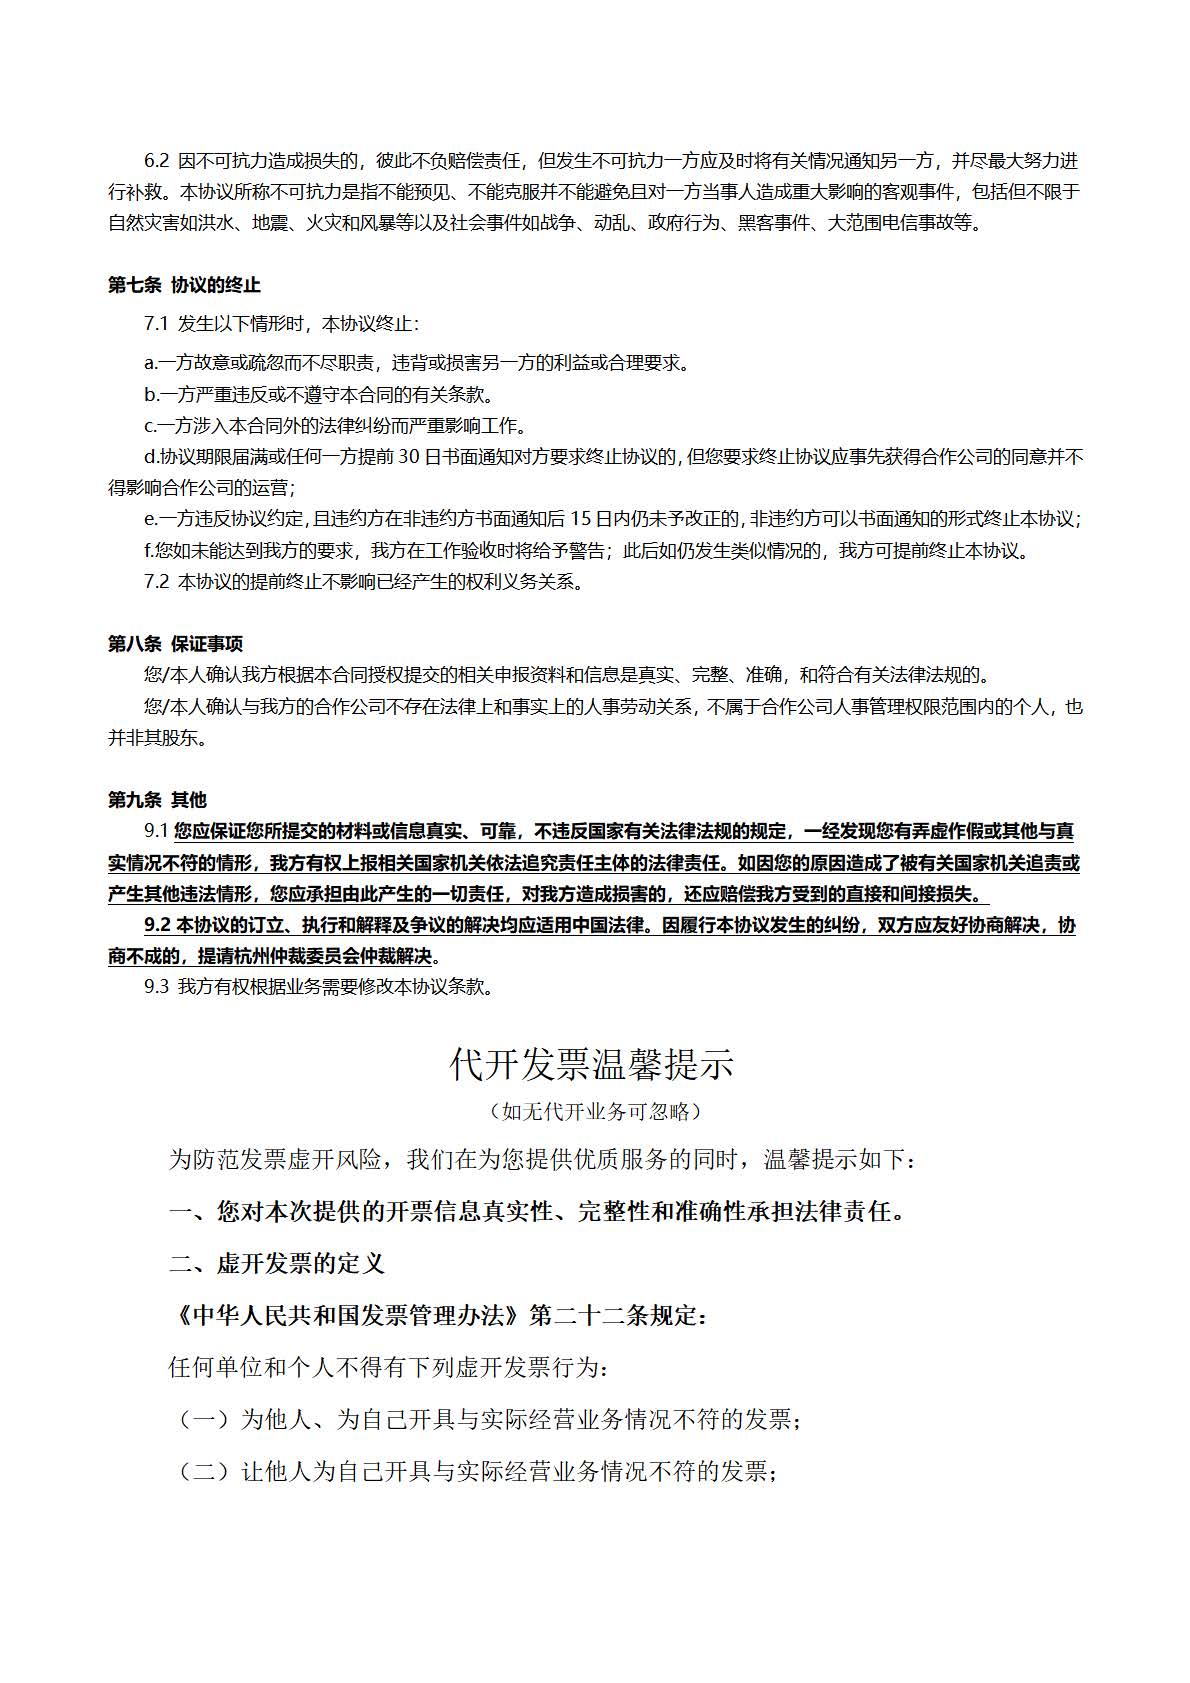 6.2 因不可抗力造成损失的，彼此不负赔偿责任，但发生不可抗力一方应及时将有关情况通知另一方，并尽最大努力进
行补救。本协议所称不可抗力是指不能预见、不能克服并不能避免且对一方当事人造成重大影响的客观事件，包括但不限于
自然灾害如洪水、地震、火灾和风暴等以及社会事件如战争、动乱、政府行为、黑客事件、大范围电信事故等。
第七条 协议的终止
7.1 发生以下情形时，本协议终止：
a.一方故意或疏忽而不尽职责，违背或损害另一方的利益或合理要求。
b.一方严重违反或不遵守本合同的有关条款。
c.一方涉入本合同外的法律纠纷而严重影响工作。
d.协议期限届满或任何一方提前 30 日书面通知对方要求终止协议的，但您要求终止协议应事先获得合作公司的同意并不
得影响合作公司的运营；
e.一方违反协议约定，且违约方在非违约方书面通知后 15 日内仍未予改正的，非违约方可以书面通知的形式终止本协议；
f.您如未能达到我方的要求，我方在工作验收时将给予警告；此后如仍发生类似情况的，我方可提前终止本协议。
7.2 本协议的提前终止不影响已经产生的权利义务关系。
第八条 保证事项
您/本人确认我方根据本合同授权提交的相关申报资料和信息是真实、完整、准确，和符合有关法律法规的。
您/本人确认与我方的合作公司不存在法律上和事实上的人事劳动关系，不属于合作公司人事管理权限范围内的个人，也
并非其股东。
第九条 其他
9.1 您应保证您所提交的材料或信息真实、可靠，不违反国家有关法律法规的规定，一经发现您有弄虚作假或其他与真
实情况不符的情形，我方有权上报相关国家机关依法追究责任主体的法律责任。如因您的原因造成了被有关国家机关追责或
产生其他违法情形，您应承担由此产生的一切责任，对我方造成损害的，还应赔偿我方受到的直接和间接损失。
9.2 本协议的订立、执行和解释及争议的解决均应适用中国法律。因履行本协议发生的纠纷，双方应友好协商解决，协
商不成的，提请杭州仲裁委员会仲裁解决。
9.3 我方有权根据业务需要修改本协议条款。
代开发票温馨提示
（如无代开业务可忽略）
为防范发票虚开风险，我们在为您提供优质服务的同时，温馨提示如下：
一、您对本次提供的开票信息真实性、完整性和准确性承担法律责任。
二、虚开发票的定义
《中华人民共和国发票管理办法》第二十二条规定：
任何单位和个人不得有下列虚开发票行为：
（一）为他人、为自己开具与实际经营业务情况不符的发票；
（二）让他人为自己开具与实际经营业务情况不符的发票；